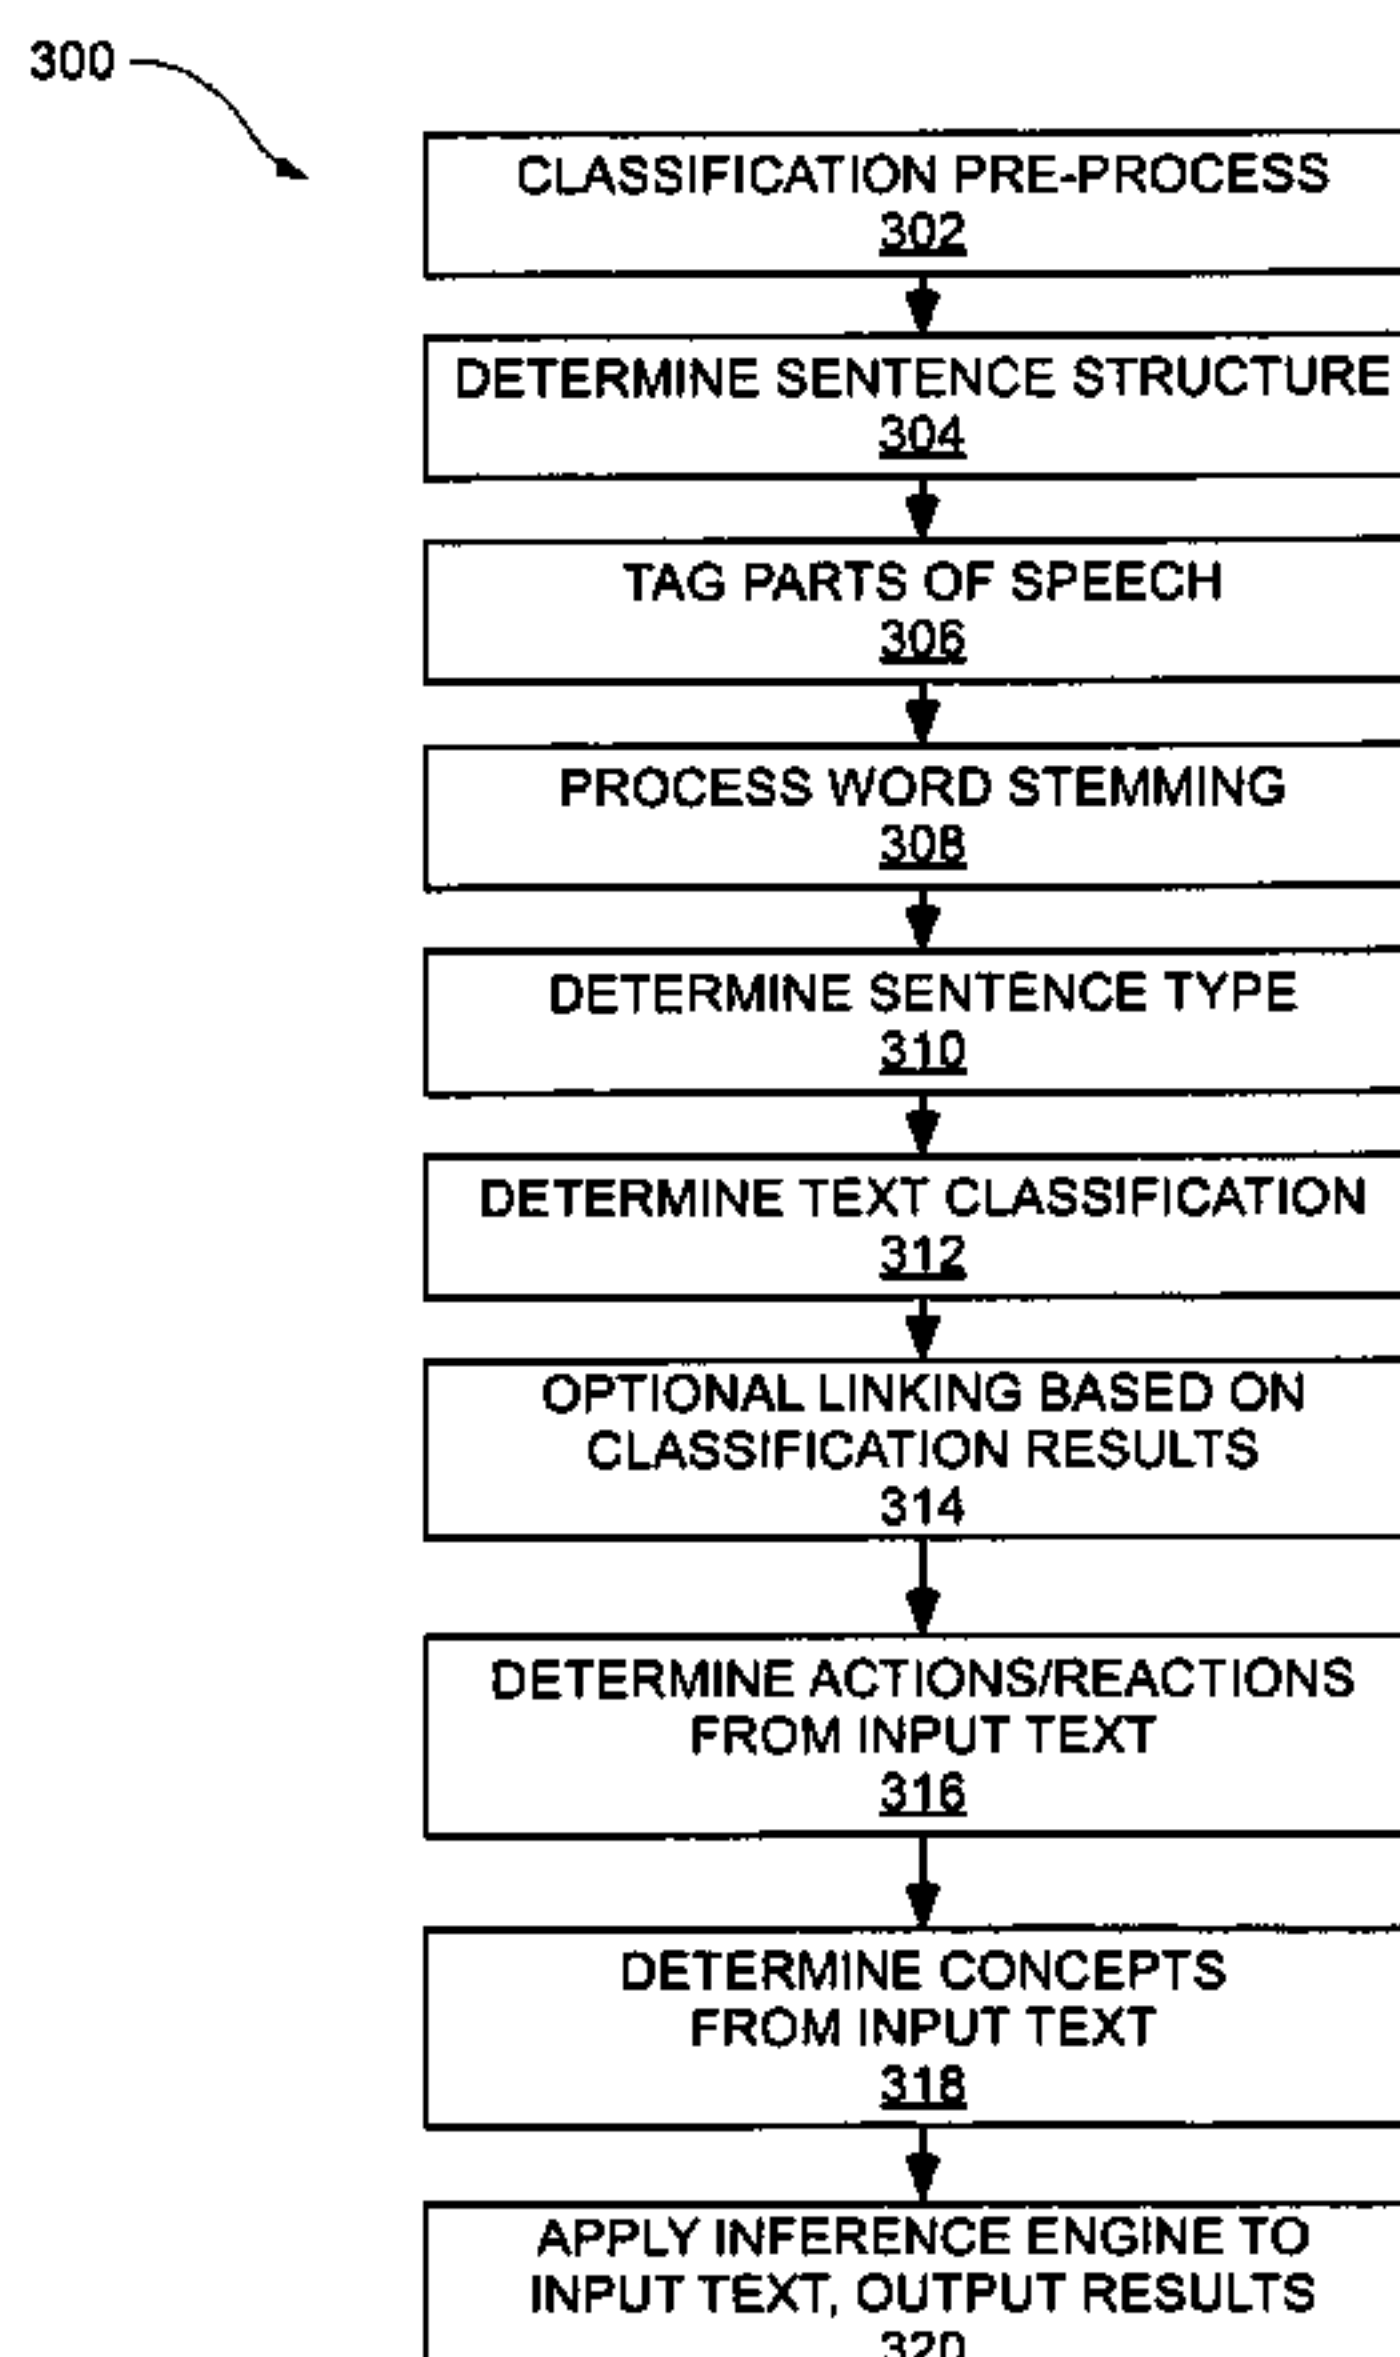 300
CLASSIFICATION PRE-PROCESS
302
DETERMINE SENTENCE STRUCTURE
304
TAG PARTS OF SPEECH
306
PROCESS WORD STEMMING
308
DETERMINE SENTENCE TYPE
310
DETERMINE TEXT CLASSIFICATION
312
OPTIONAL LINKING BASED ON
CLASSIFICATION RESULTS
314
DETERMINE ACTIONS/REACTIONS
FROM INPUT TEXT
316
DETERMINE CONCEPTS
FROM INPUT TEXT
318
APPLY INFERENCE ENGINE TO
INPUT TEXT, OUTPUT RESULTS
320